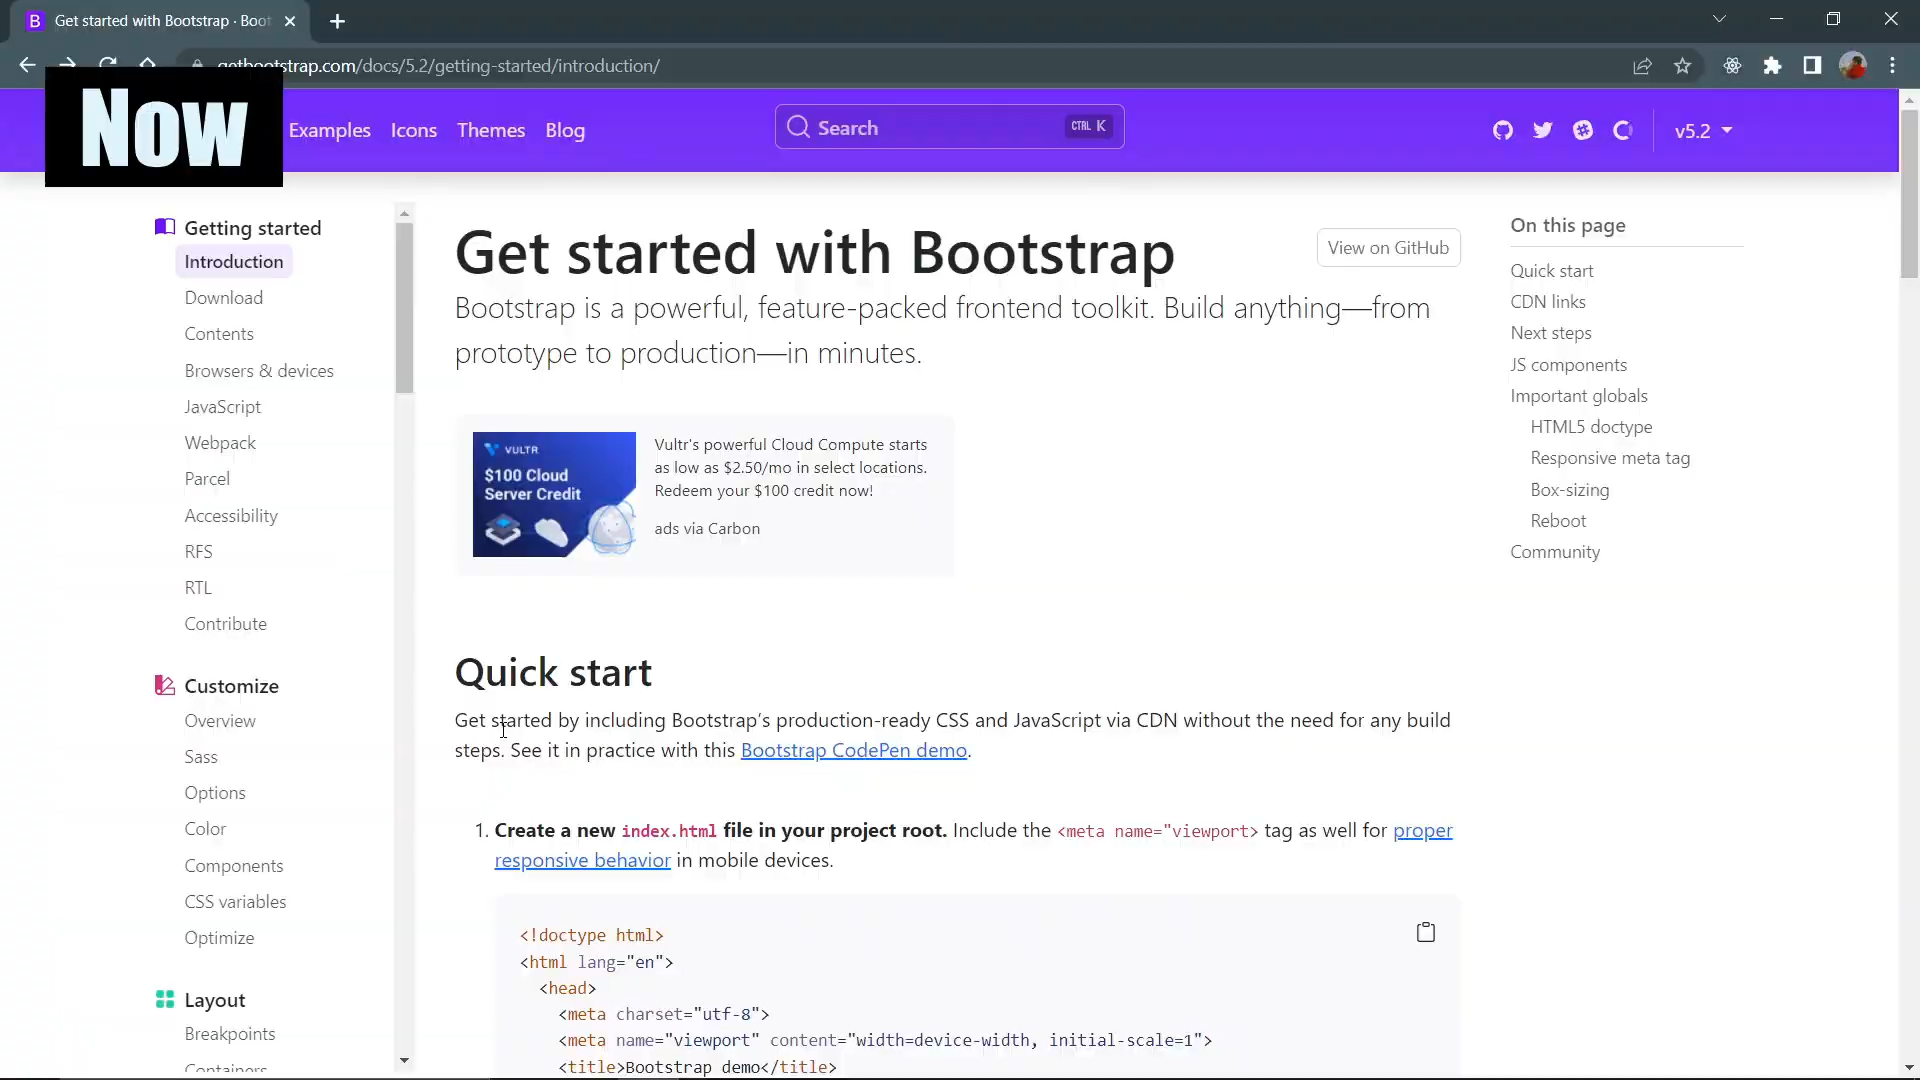 B Get started with Bootstrap · Boot
getbootstrap.com/docs/5.2/getting-started/introduction/
Now
Examples Icons Themes Blog
Search CTRL K
v5.2
Getting started
Introduction
Download
Contents
Browsers & devices
JavaScript
Webpack
Parcel
Accessibility
RFS
RTL
Contribute
Customize
Overview
Sass
Options
Color
Components
CSS variables
Optimize
Layout
Breakpoints
Containers
Get started with Bootstrap
View on GitHub
Bootstrap is a powerful, feature-packed frontend toolkit. Build anything—from
prototype to production—in minutes.
VULTR
$100 Cloud
Server Credit
Vultr's powerful Cloud Compute starts
as low as $2.50/mo in select locations.
Redeem your $100 credit now!
ads via Carbon
Quick start
Get started by including Bootstrap's production-ready CSS and JavaScript via CDN without the need for any build
steps. See it in practice with this Bootstrap CodePen demo.
1. Create a new index.html file in your project root. Include the <meta name="viewport"> tag as well for proper
responsive behavior in mobile devices.
<!doctype html>
<html lang="en">
<head>
<meta charset="utf-8">
<meta name="viewport" content="width=device-width, initial-scale=1">
<title>Bootstrap demo</title>
On this page
Quick start
CDN links
Next steps
JS components
Important globals
HTML5 doctype
Responsive meta tag
Box-sizing
Reboot
Community